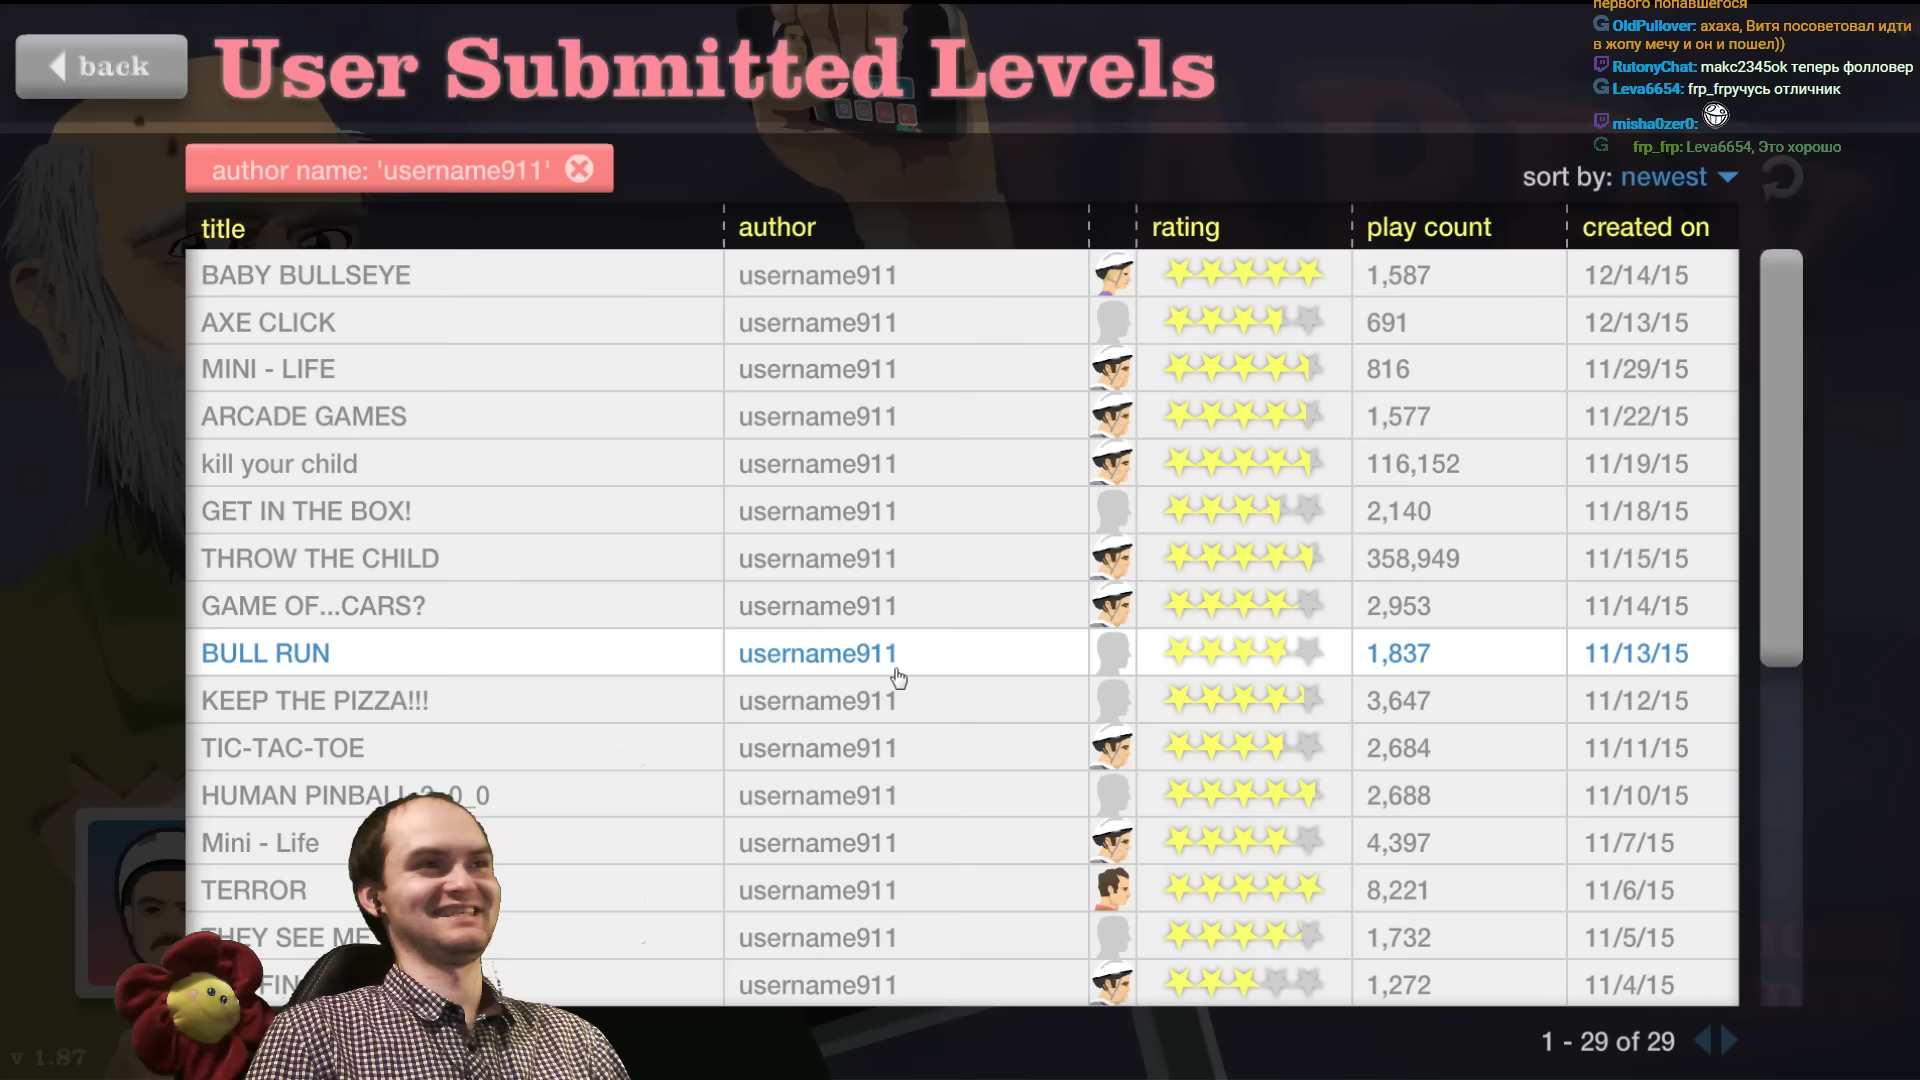 back
User Submitted Levels
первого попавшегося
OldPullover: ахаха, Витя посоветовал идти
в жопу мечу и он и пошел))
RutonyChat: makc2345ok теперь фолловер
Leva6654: frp_frpучусь отличник
misha0zer0:
frp_frp: Leva6654, Это хорошо
author name: 'username911'
sort by: newest
title author rating play count created on
BABY BULLSEYE username911 1,587 12/14/15
AXE CLICK username911 691 12/13/15
MINI - LIFE username911 816 11/29/15
ARCADE GAMES username911 1,577 11/22/15
kill your child username911 116,152 11/19/15
GET IN THE BOX! username911 2,140 11/18/15
THROW THE CHILD username911 358,949 11/15/15
GAME OF...CARS? username911 2,953 11/14/15
BULL RUN username911 1,837 11/13/15
KEEP THE PIZZA!!! username911 3,647 11/12/15
TIC-TAC-TOE username911 2,684 11/11/15
HUMAN PINBALL 0_0 username911 2,688 11/10/15
Mini - Life username911 4,397 11/7/15
TERROR username911 8,221 11/6/15
THEY SEE ME username911 1,732 11/5/15
FIN username911 1,272 11/4/15
1 - 29 of 29
v 1.87